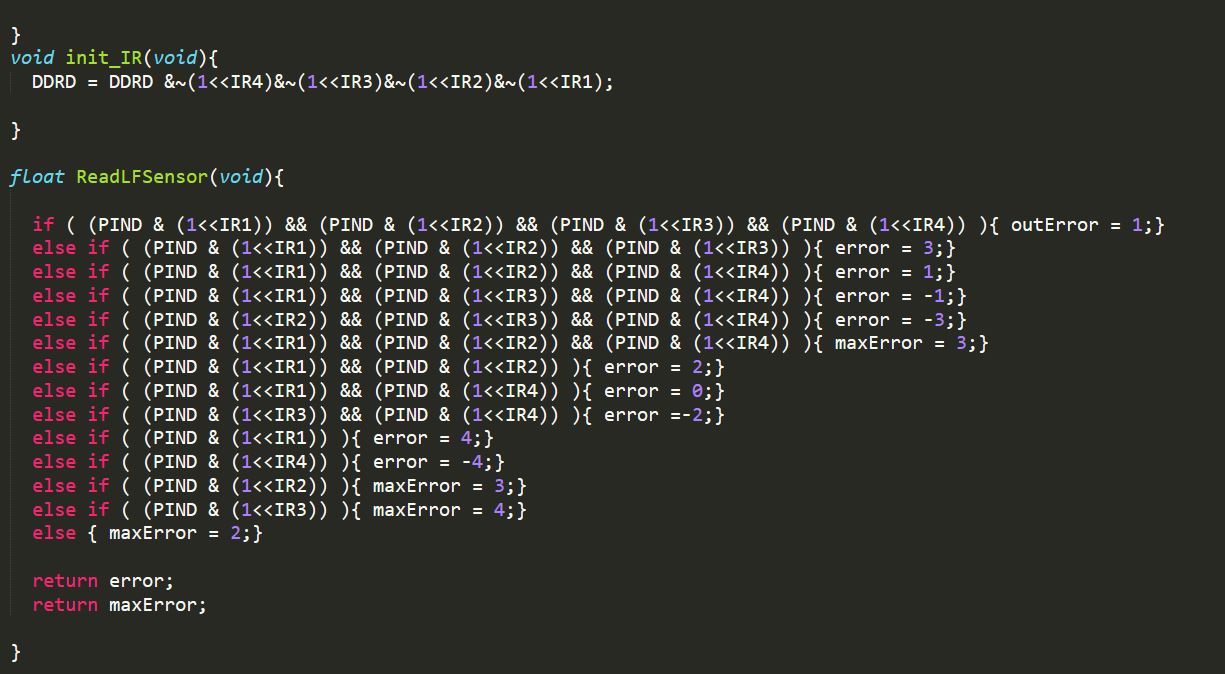 }
void init_IR(void){
  DDRD = DDRD &~(1<<IR4)&~(1<<IR3)&~(1<<IR2)&~(1<<IR1);
}
float ReadLFSensor(void){
  if ( (PIND & (1<<IR1)) && (PIND & (1<<IR2)) && (PIND & (1<<IR3)) && (PIND & (1<<IR4)) ){ outError = 1;}
  else if ( (PIND & (1<<IR1)) && (PIND & (1<<IR2)) && (PIND & (1<<IR3)) ){ error = 3;}
  else if ( (PIND & (1<<IR1)) && (PIND & (1<<IR2)) && (PIND & (1<<IR4)) ){ error = 1;}
  else if ( (PIND & (1<<IR1)) && (PIND & (1<<IR3)) && (PIND & (1<<IR4)) ){ error = -1;}
  else if ( (PIND & (1<<IR2)) && (PIND & (1<<IR3)) && (PIND & (1<<IR4)) ){ error = -3;}
  else if ( (PIND & (1<<IR1)) && (PIND & (1<<IR2)) && (PIND & (1<<IR4)) ){ maxError = 3;}
  else if ( (PIND & (1<<IR1)) && (PIND & (1<<IR2)) ){ error = 2;}
  else if ( (PIND & (1<<IR1)) && (PIND & (1<<IR4)) ){ error = 0;}
  else if ( (PIND & (1<<IR3)) && (PIND & (1<<IR4)) ){ error =-2;}
  else if ( (PIND & (1<<IR1)) ){ error = 4;}
  else if ( (PIND & (1<<IR4)) ){ error = -4;}
  else if ( (PIND & (1<<IR2)) ){ maxError = 3;}
  else if ( (PIND & (1<<IR3)) ){ maxError = 4;}
  else { maxError = 2;}
  return error;
  return maxError;
}